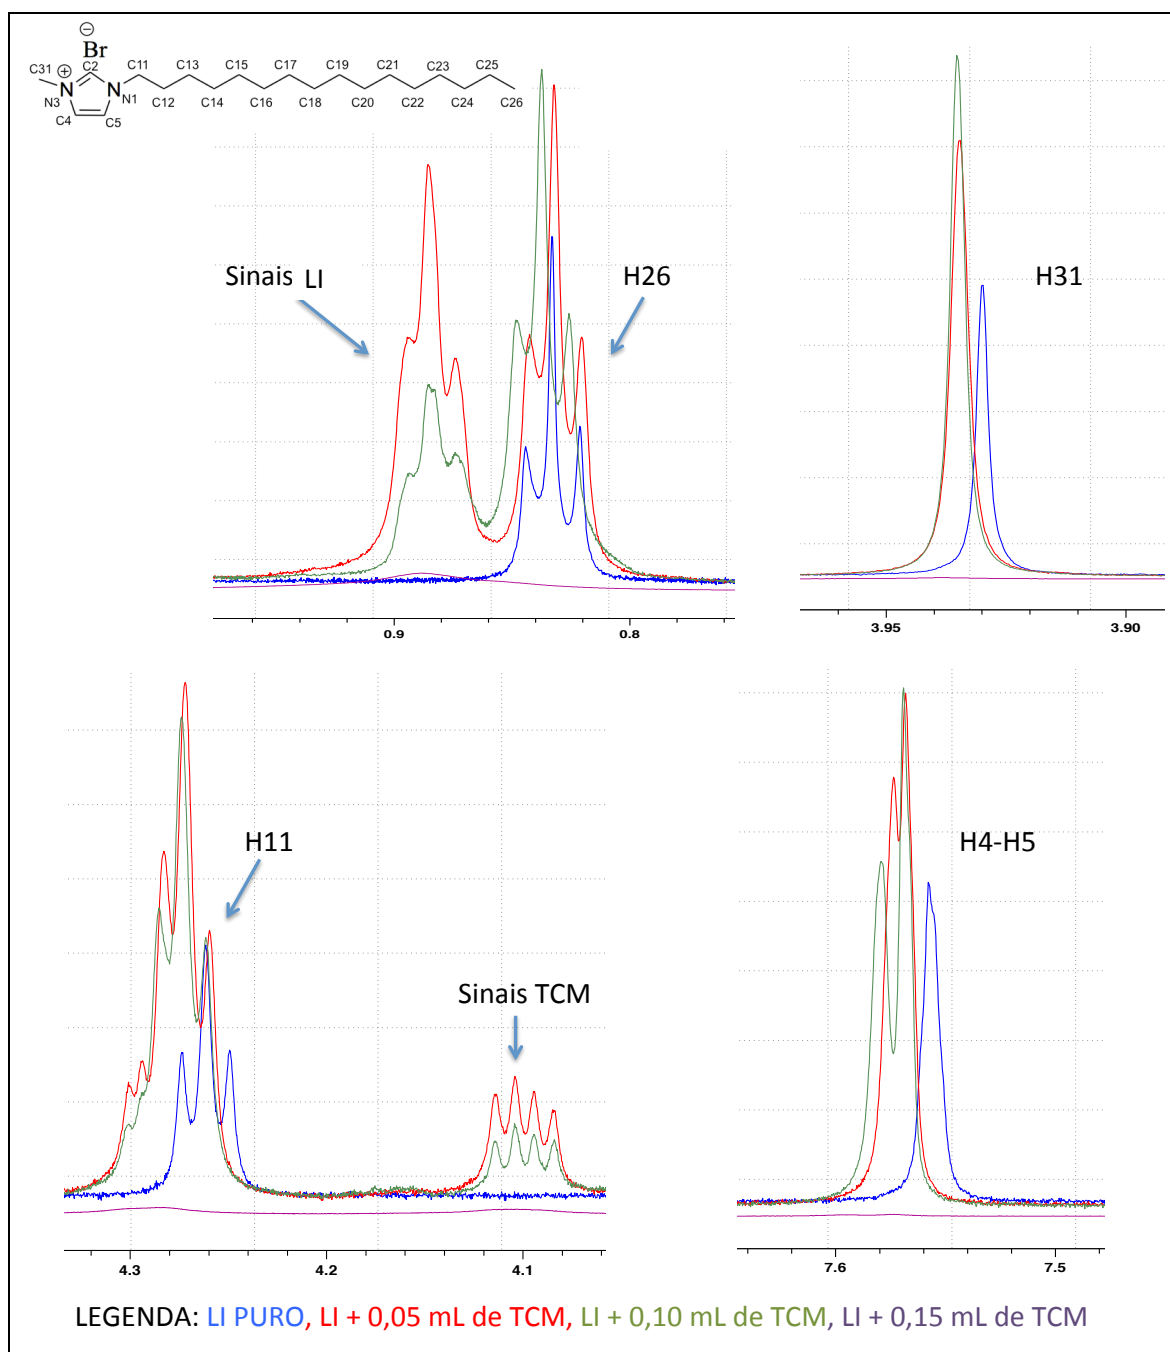 ⊖
Br
C31 ⊕ C2 C11 C13 C15 C17 C19 C21 C23 C25
N3 N1 C12 C14 C16 C18 C20 C22 C24 C26
C4 C5
Sinais LI
H26
H31
0.9 0.8
3.95 3.90
H11
Sinais TCM
H4-H5
4.3 4.2 4.1
7.6 7.5
LEGENDA: LI PURO, LI + 0,05 mL de TCM, LI + 0,10 mL de TCM, LI + 0,15 mL de TCM